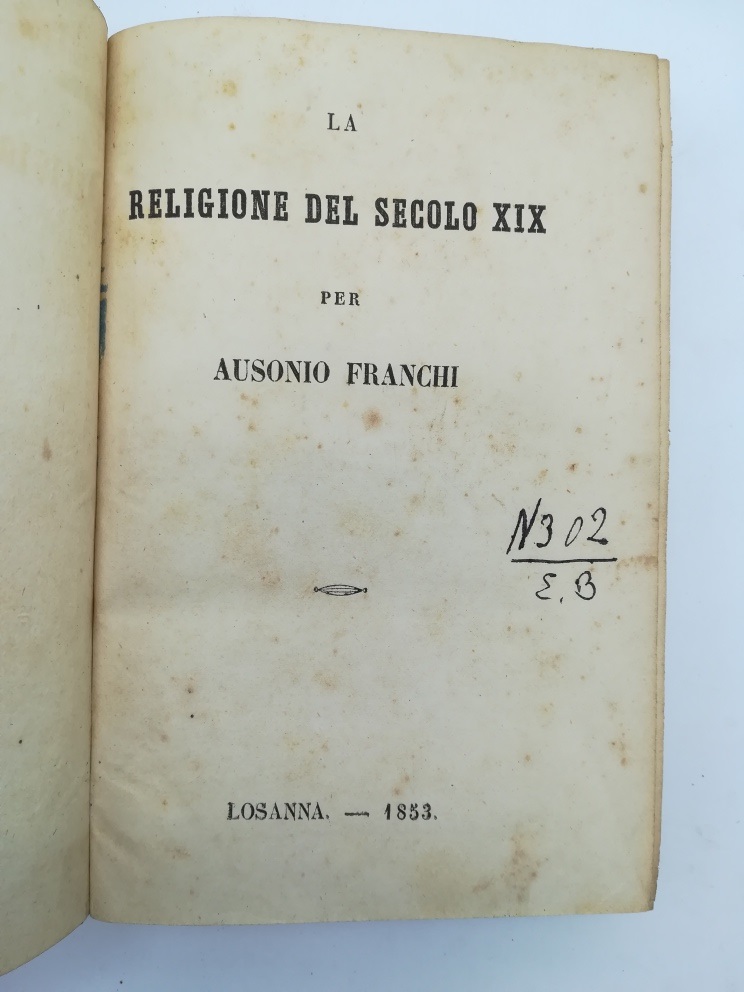 LA
RELIGIONE DEL SECOLO XIX
PER
AUSONIO FRANCHI
N302
E. B
LOSANNA. — 1853.